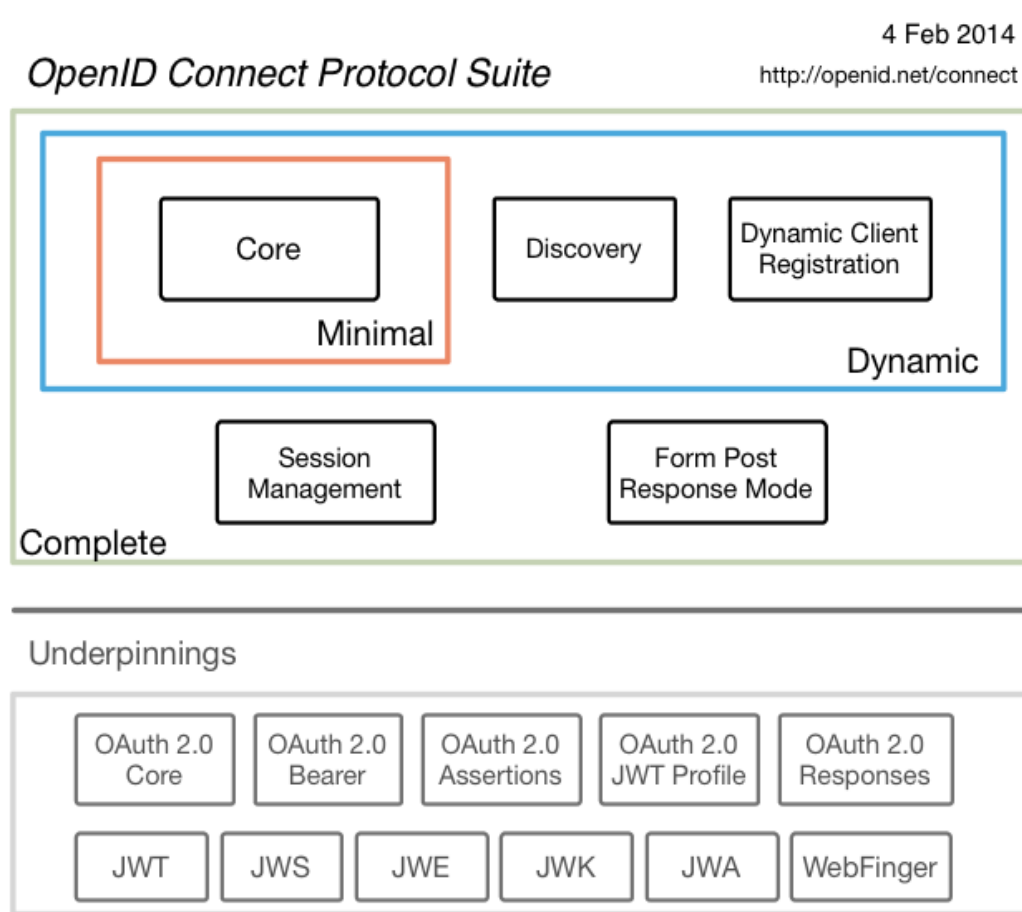 4 Feb 2014
OpenID Connect Protocol Suite
http://openid.net/connect
Core
Discovery
Dynamic Client
Registration
Minimal
Dynamic
Session
Management
Form Post
Response Mode
Complete
Underpinnings
OAuth 2.0
Core
OAuth 2.0
Bearer
OAuth 2.0
Assertions
OAuth 2.0
JWT Profile
OAuth 2.0
Responses
JWT
JWS
JWE
JWK
JWA
WebFinger